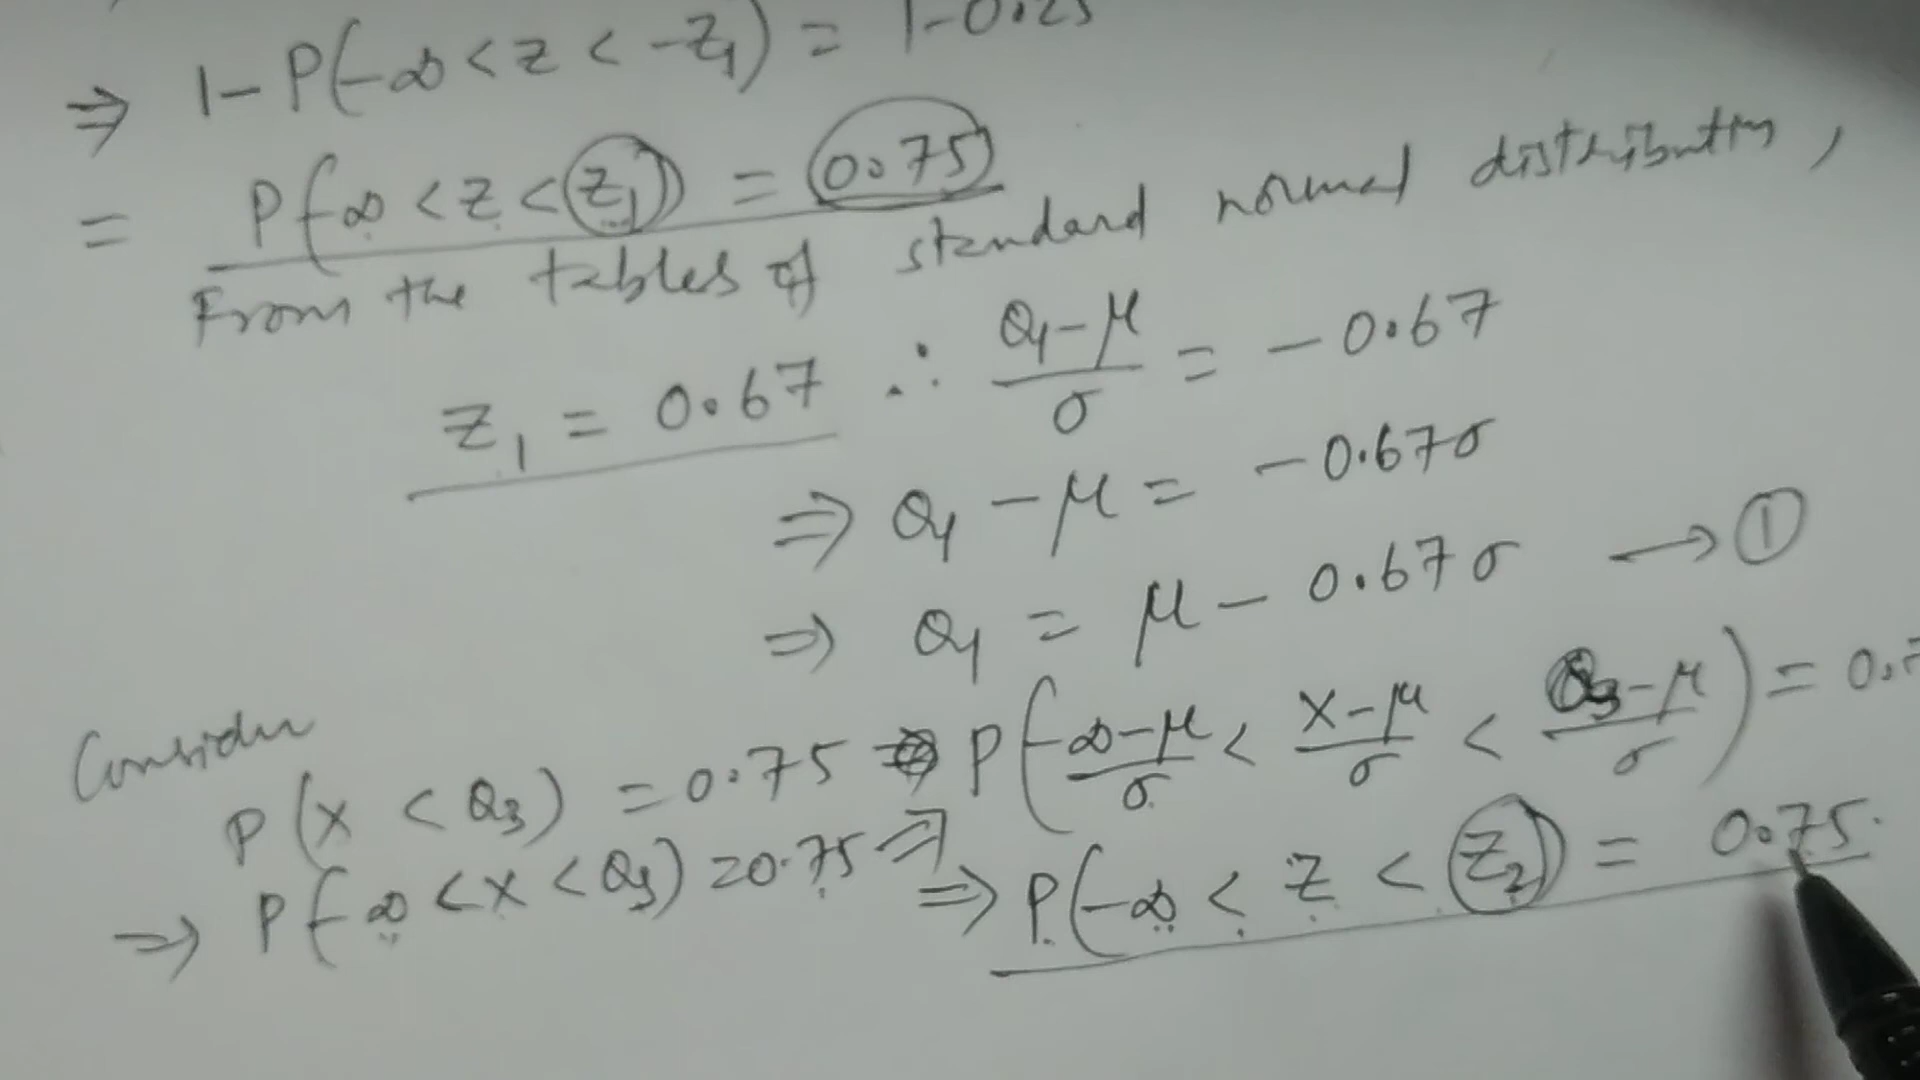 ⇒ 1-P(-∞<z<-z₁) = 1-0.25
= P(-∞<z<z₁) = 0.75
From the tables of standard normal distribution,
z₁ = 0.67 ∴ (Q₁-μ)/σ = -0.67
⇒ Q₁-μ = -0.67σ
⇒ Q₁ = μ-0.67σ → ①
Consider
P(X<Q₃) = 0.75 P((-∞-μ)/σ < (X-μ)/σ < (Q₃-μ)/σ) = 0.7
⇒ P(-∞<X<Q₃)=0.75 ⇒
⇒ P(-∞<z<z₂) = 0.75.